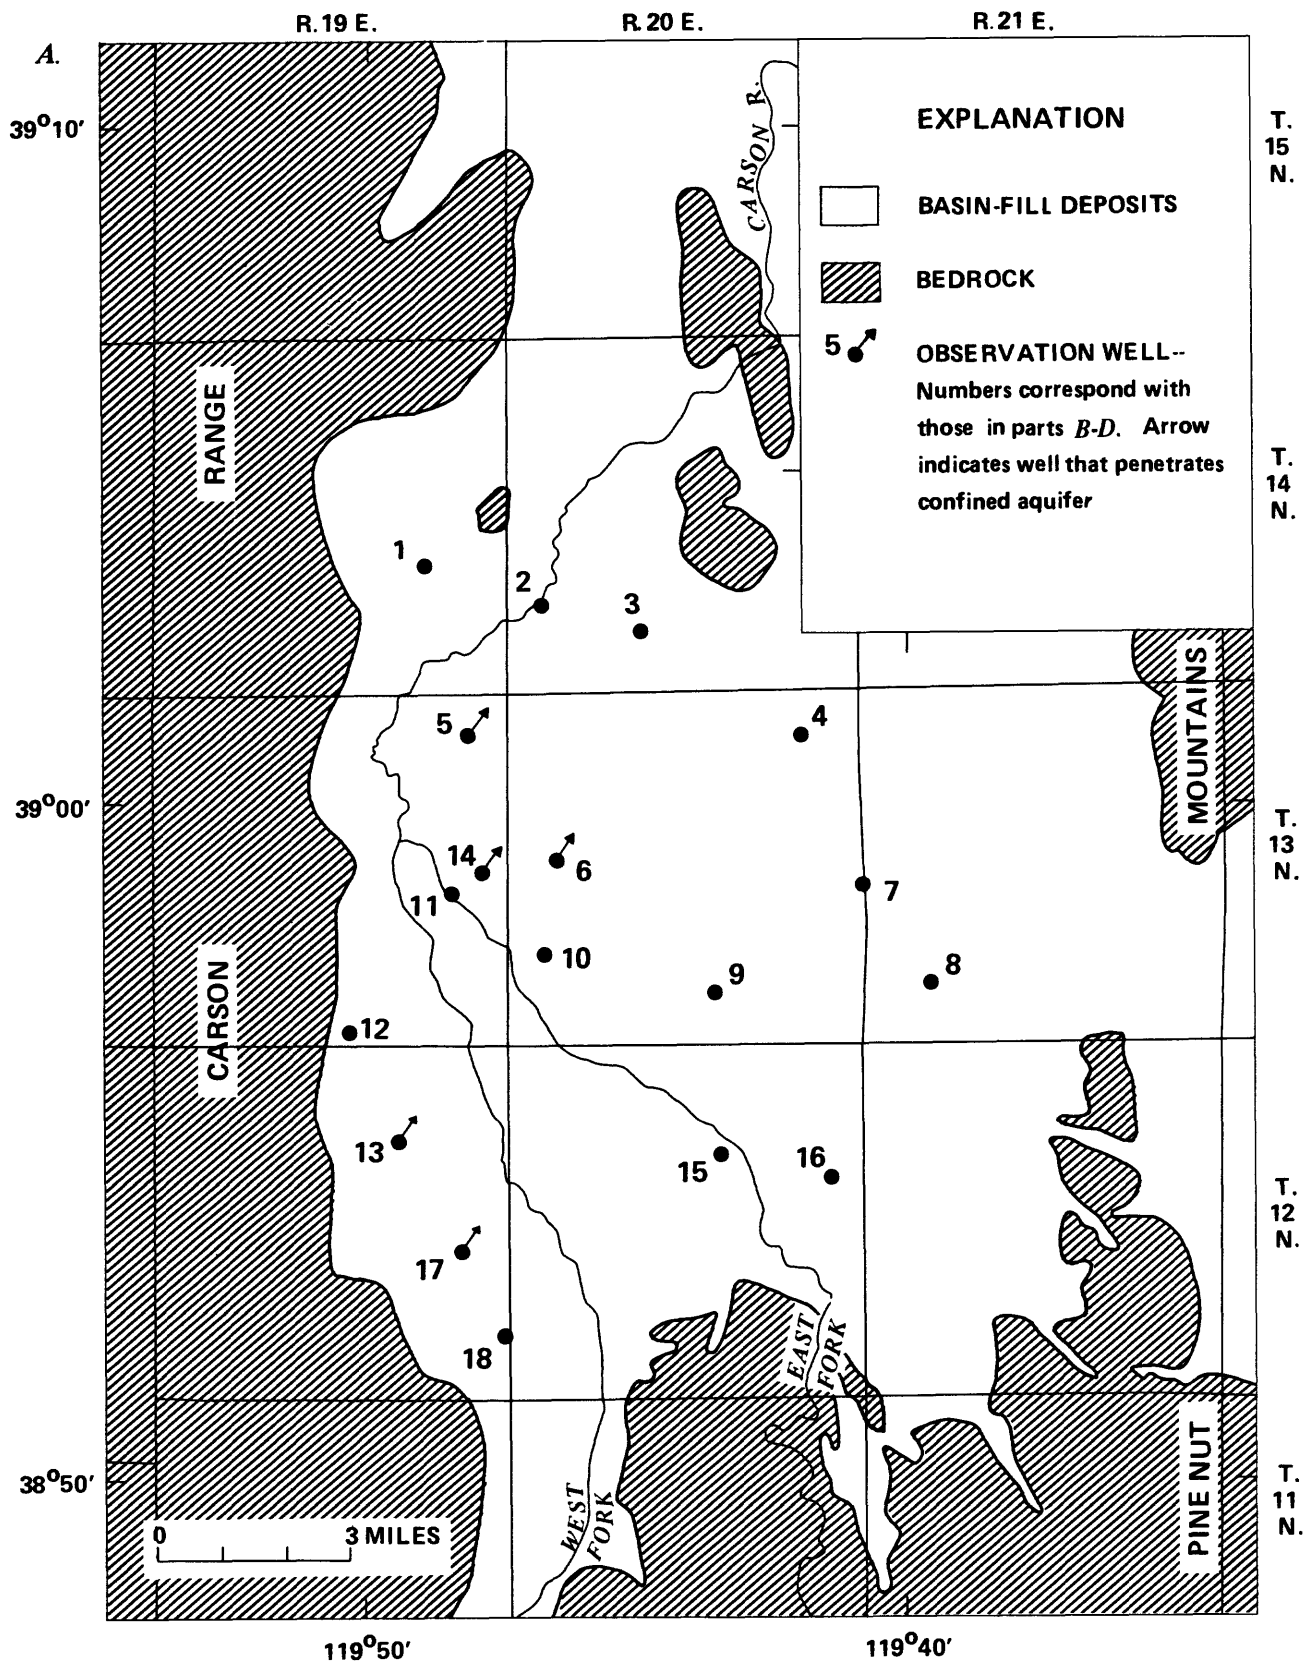 R. 19 E.
R. 20 E.
R. 21 E.
A.
39°10'
CARSON R.
EXPLANATION
BASIN-FILL DEPOSITS
BEDROCK
5
OBSERVATION WELL--
Numbers correspond with
those in parts B-D. Arrow
indicates well that penetrates
confined aquifer
T.
15
N.
RANGE
T.
14
N.
1
2
3
MOUNTAINS
5
4
39°00'
T.
13
N.
14
6
11
7
10
9
8
CARSON
12
13
15
16
T.
12
N.
17
18
EAST
FORK
38°50'
PINE NUT
T.
11
N.
WEST
FORK
0
3 MILES
119°50'
119°40'